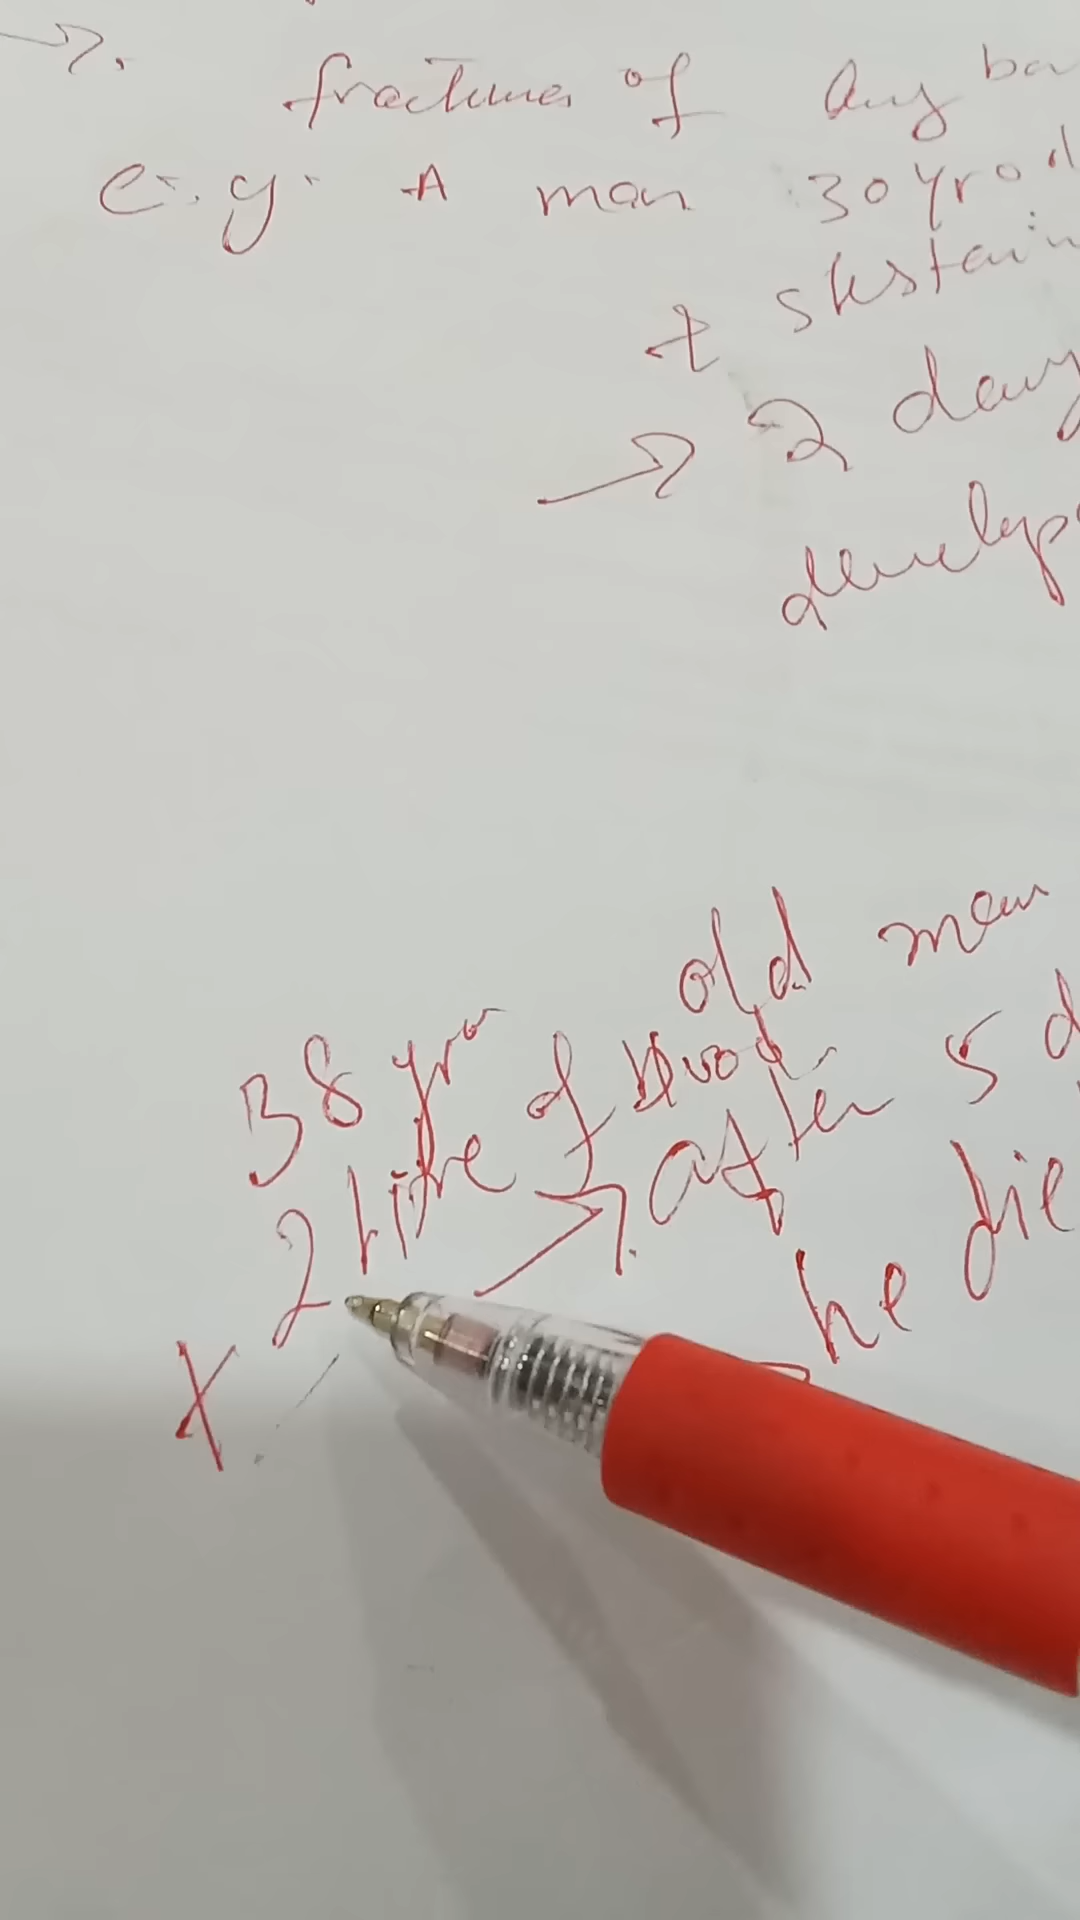 fractures of any
e.g. A man 30 yr
+ sustain
→ 2 day
develop
38 yrs old man
2 litre of blood
→ after 5 d
he die